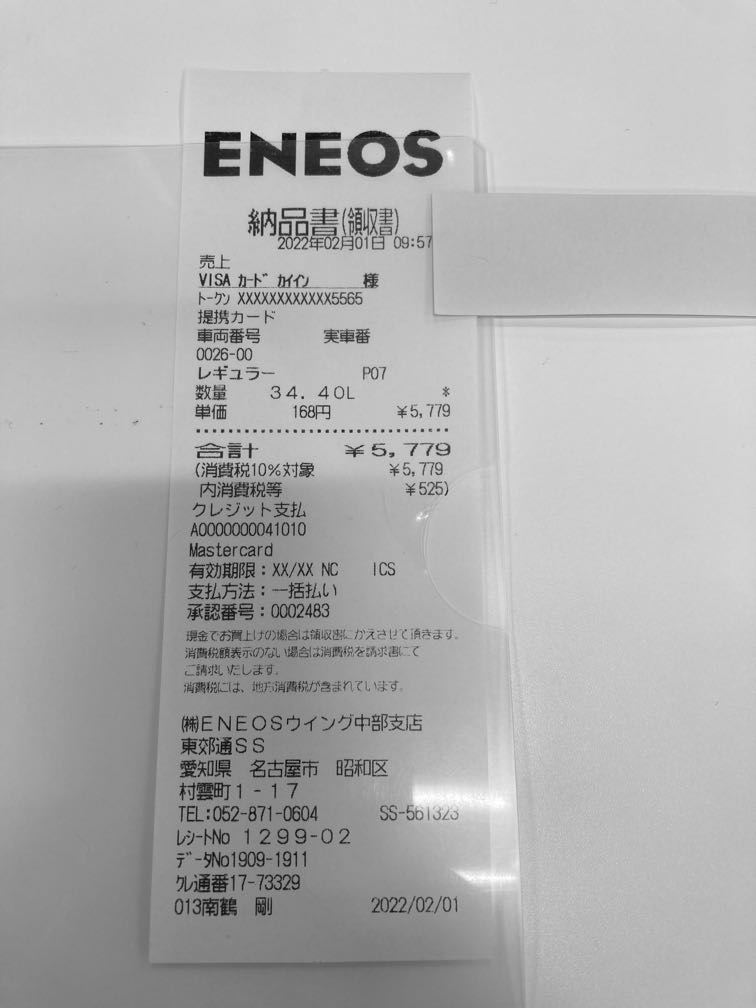 ENEOS
納品書(領収書)
2022年02月01日 09:57
売上
VISA カード カイイン 様
トークン XXXXXXXXXXXX5565
提携カード
車両番号 実車番
0026-00
レギュラー P07
数量 34.40L *
単価 168円 ¥5,779
合計 ¥5,779
(消費税10%対象 ¥5,779
内消費税等 ¥525)
クレジット支払
A0000000041010
Mastercard
有効期限:XX/XX NC ICS
支払方法:一括払い
承認番号:0002483
現金でお買上げの場合は領収書にかえさせて頂きます。
消費税額表示のない場合は消費税を請求書にて
ご請求いたします。
消費税には、地方消費税が含まれています。
㈱ENEOSウイング中部支店
東郊通SS
愛知県 名古屋市 昭和区
村雲町1-17
TEL:052-871-0604 SS-561323
レシートNo 1299-02
データNo1909-1911
クレ通番17-73329
013南鶴 剛 2022/02/01